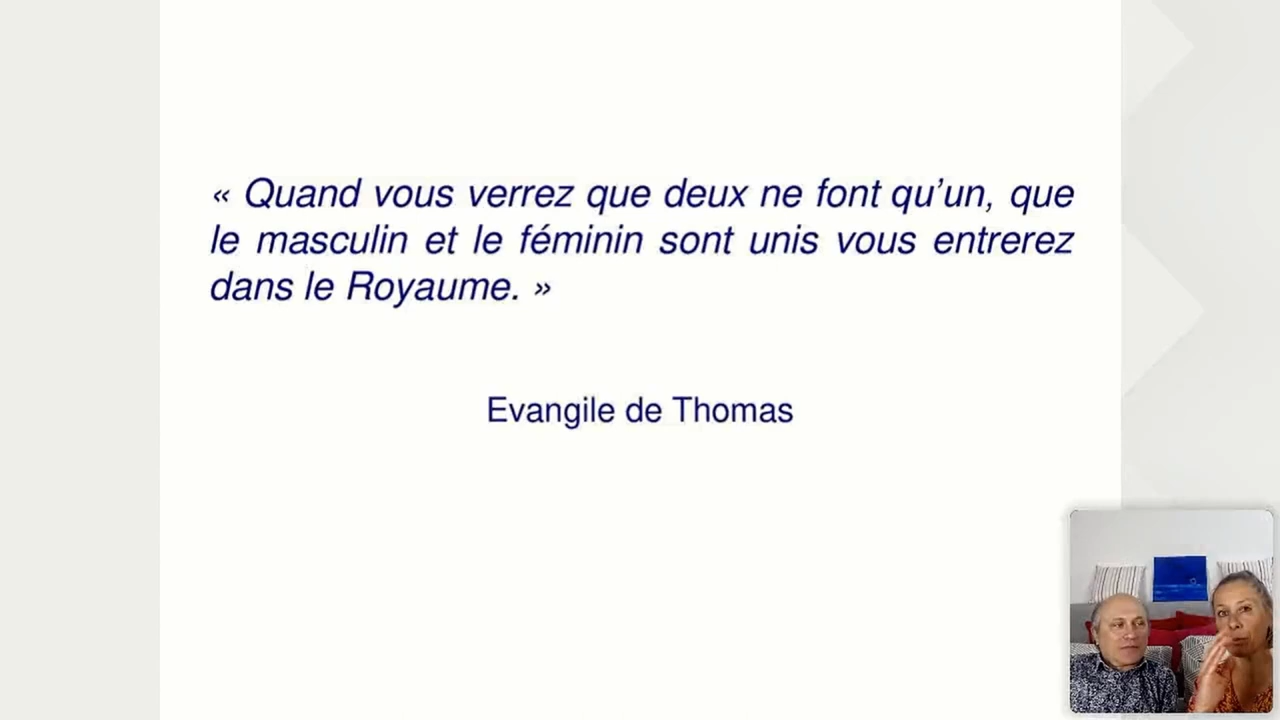 « Quand vous verrez que deux ne font qu’un, que
le masculin et le féminin sont unis vous entrerez
dans le Royaume. »
Evangile de Thomas